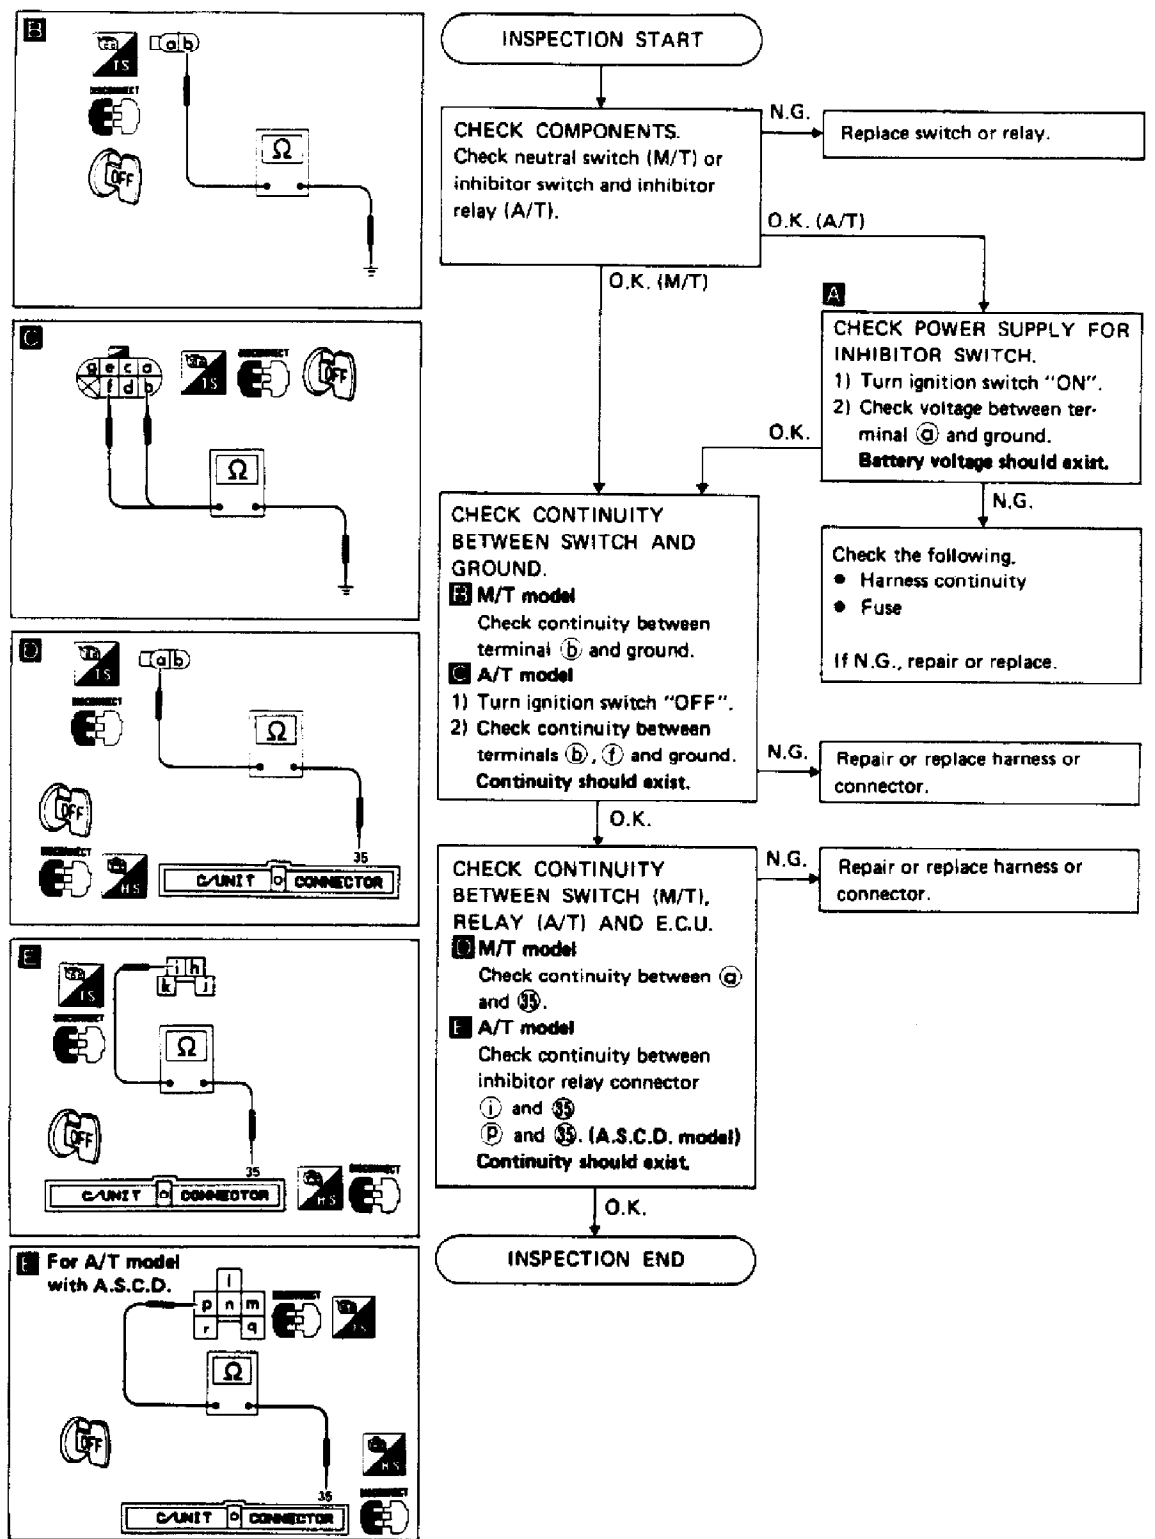 B
a b
TS
DISCONNECT
Ω
OFF
C
g e c a
f d b
TS
DISCONNECT
OFF
Ω
D
TS
a b
DISCONNECT
Ω
OFF
DISCONNECT
H.S
35
C/UNIT CONNECTOR
E
TS
i h
k j
DISCONNECT
Ω
OFF
35
C/UNIT CONNECTOR
H.S
DISCONNECT
For A/T model
with A.S.C.D.
l
p n m
r q
DISCONNECT
TS
Ω
OFF
H.S
35
DISCONNECT
C/UNIT CONNECTOR
INSPECTION START
CHECK COMPONENTS.
Check neutral switch (M/T) or
inhibitor switch and inhibitor
relay (A/T).
N.G.
Replace switch or relay.
O.K. (A/T)
O.K. (M/T)
A
CHECK POWER SUPPLY FOR
INHIBITOR SWITCH.
1) Turn ignition switch "ON".
2) Check voltage between ter-
minal ⓐ and ground.
Battery voltage should exist.
O.K.
N.G.
Check the following.
● Harness continuity
● Fuse
If N.G., repair or replace.
CHECK CONTINUITY
BETWEEN SWITCH AND
GROUND.
B M/T model
Check continuity between
terminal ⓑ and ground.
C A/T model
1) Turn ignition switch "OFF".
2) Check continuity between
terminals ⓑ, ⓕ and ground.
Continuity should exist.
N.G.
Repair or replace harness or
connector.
O.K.
CHECK CONTINUITY
BETWEEN SWITCH (M/T),
RELAY (A/T) AND E.C.U.
D M/T model
Check continuity between ⓐ
and ㉟.
A/T model
Check continuity between
inhibitor relay connector
ⓘ and ㉟
ⓟ and ㉟. (A.S.C.D. model)
Continuity should exist.
N.G.
Repair or replace harness or
connector.
O.K.
INSPECTION END